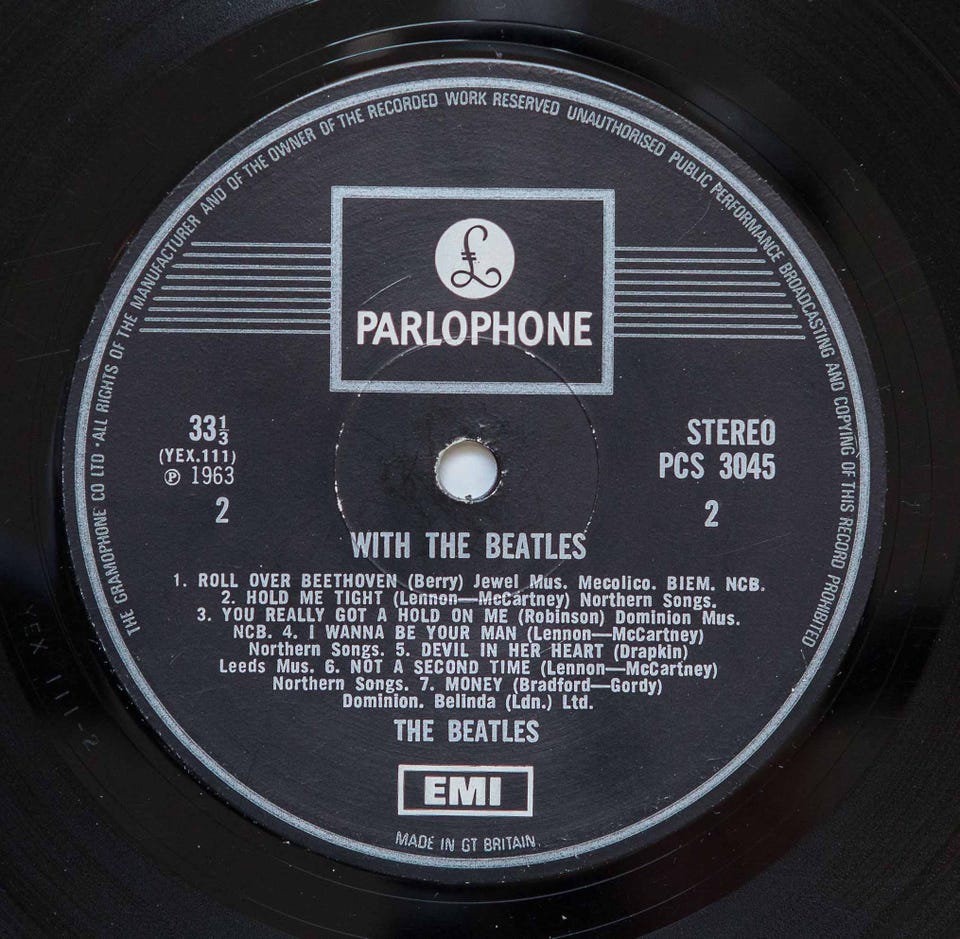 THE GRAMOPHONE CO LTD · ALL RIGHTS OF THE MANUFACTURER AND OF THE OWNER OF THE RECORDED WORK RESERVED UNAUTHORISED PUBLIC PERFORMANCE BROADCASTING AND COPYING OF THIS RECORD PROHIBITED
£
PARLOPHONE
33⅓
(YEX.111)
℗ 1963
2
STEREO
PCS 3045
2
WITH THE BEATLES
1. ROLL OVER BEETHOVEN (Berry) Jewel Mus. Mecolico. BIEM. NCB.
2. HOLD ME TIGHT (Lennon—McCartney) Northern Songs.
3. YOU REALLY GOT A HOLD ON ME (Robinson) Dominion Mus.
NCB. 4. I WANNA BE YOUR MAN (Lennon—McCartney)
Northern Songs. 5. DEVIL IN HER HEART (Drapkin)
Leeds Mus. 6. NOT A SECOND TIME (Lennon—McCartney)
Northern Songs. 7. MONEY (Bradford—Gordy)
Dominion. Belinda (Ldn.) Ltd.
THE BEATLES
EMI
MADE IN GT BRITAIN
YEX 111-2